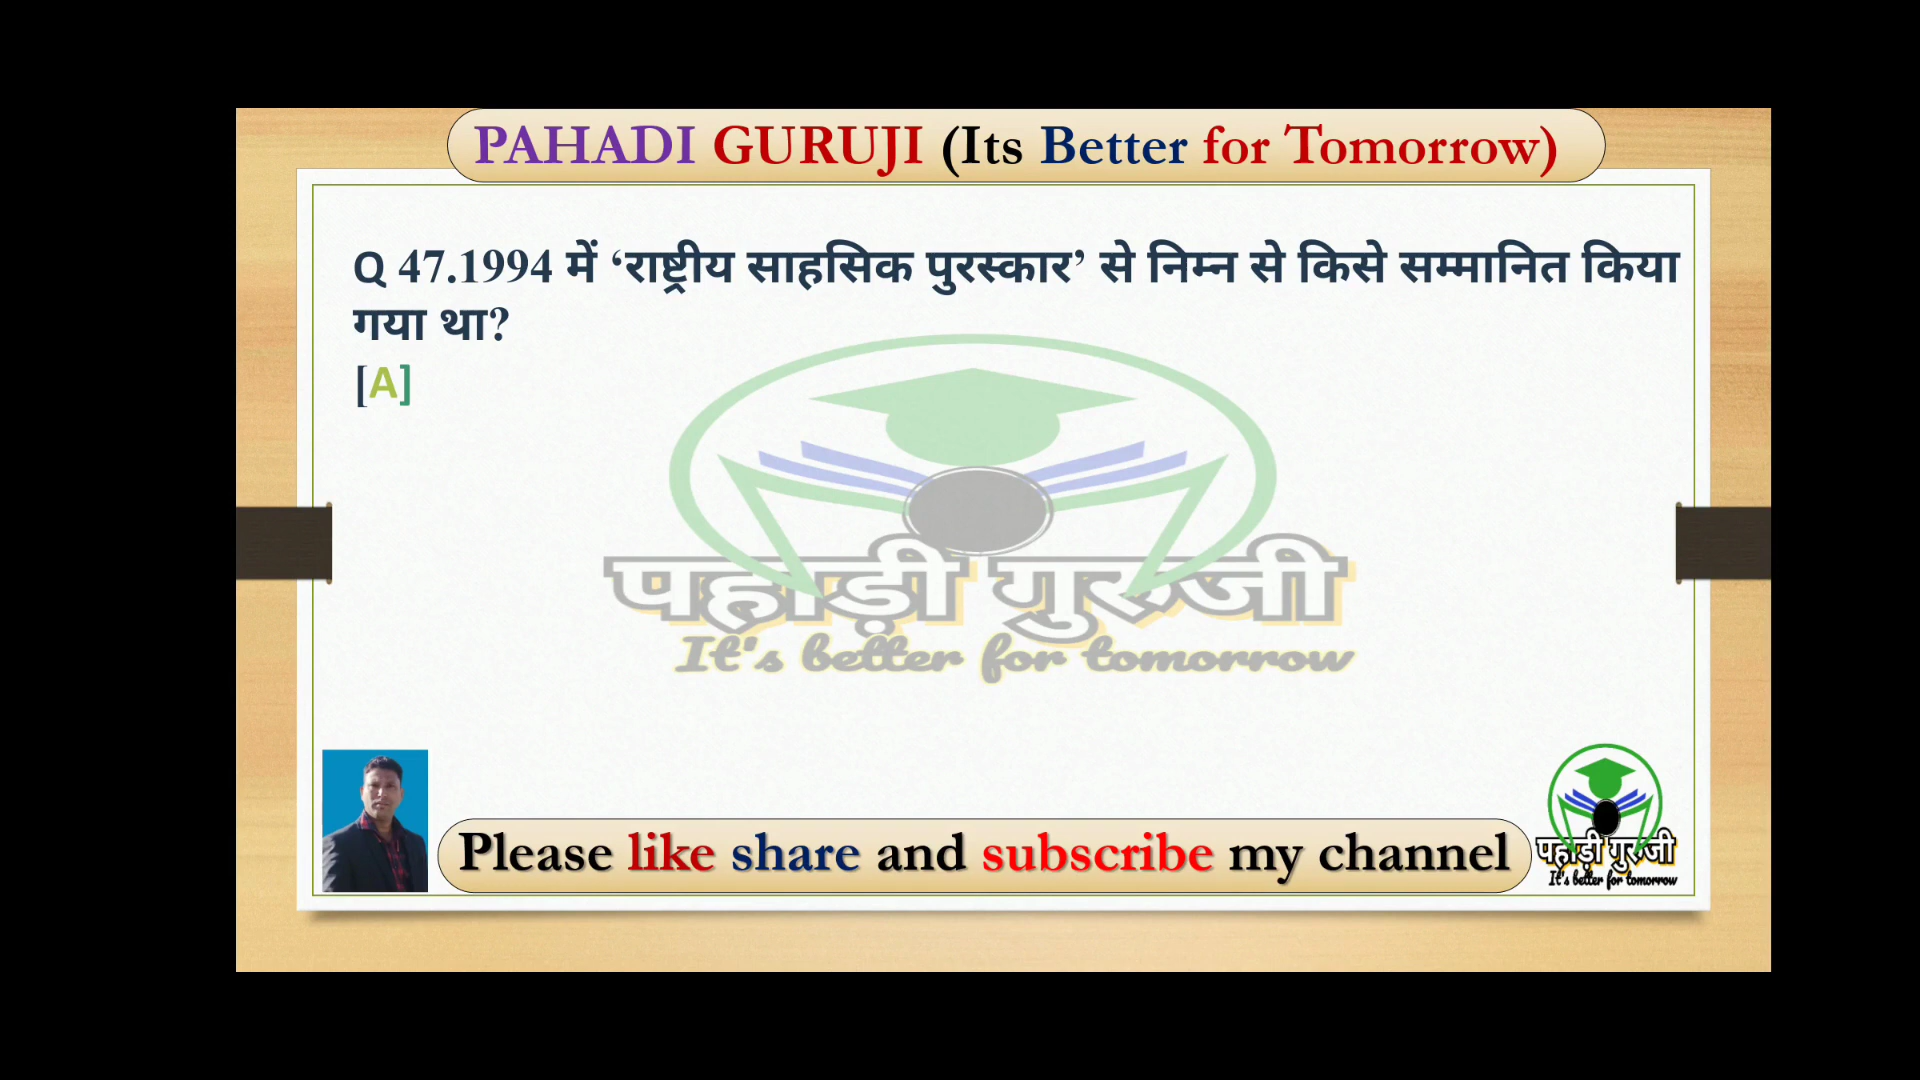 PAHADI GURUJI (Its Better for Tomorrow)
Q 47.1994 में ‘राष्ट्रीय साहसिक पुरस्कार’ से निम्न से किसे सम्मानित किया
गया था?
[A]
पहाड़ी गुरुजी
It's better for tomorrow
Please like share and subscribe my channel
पहाड़ी गुरुजी
It's better for tomorrow